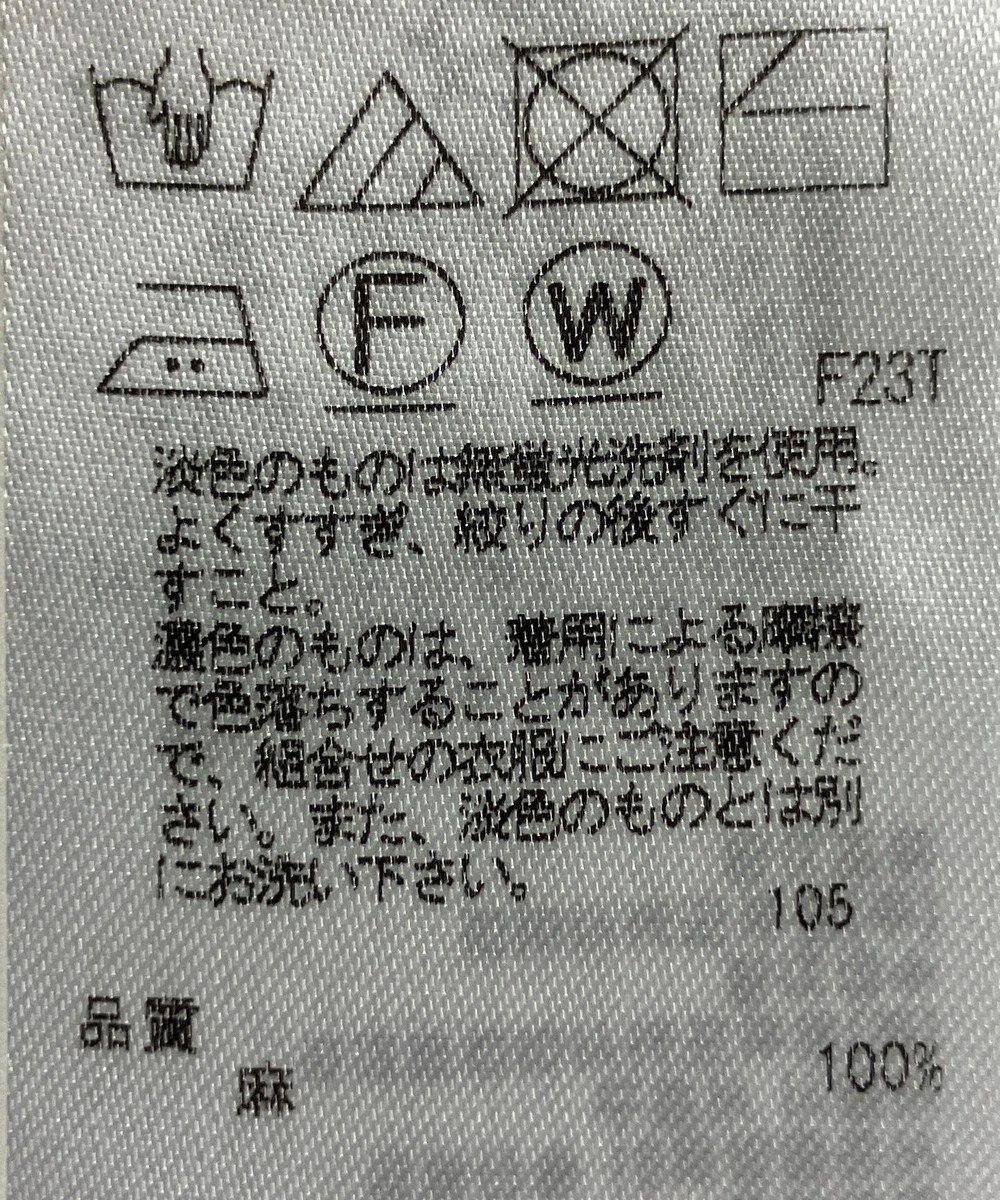 F
W
F23T
淡色のものは無蛍光洗剤を使用。
よくすすぎ、絞りの後すぐに干
すこと。
濃色のものは、着用による摩擦
で色落ちすることがありますの
で、組合せの衣服にご注意くだ
さい。また、淡色のものとは別
にお洗い下さい。
105
品質
麻 100%